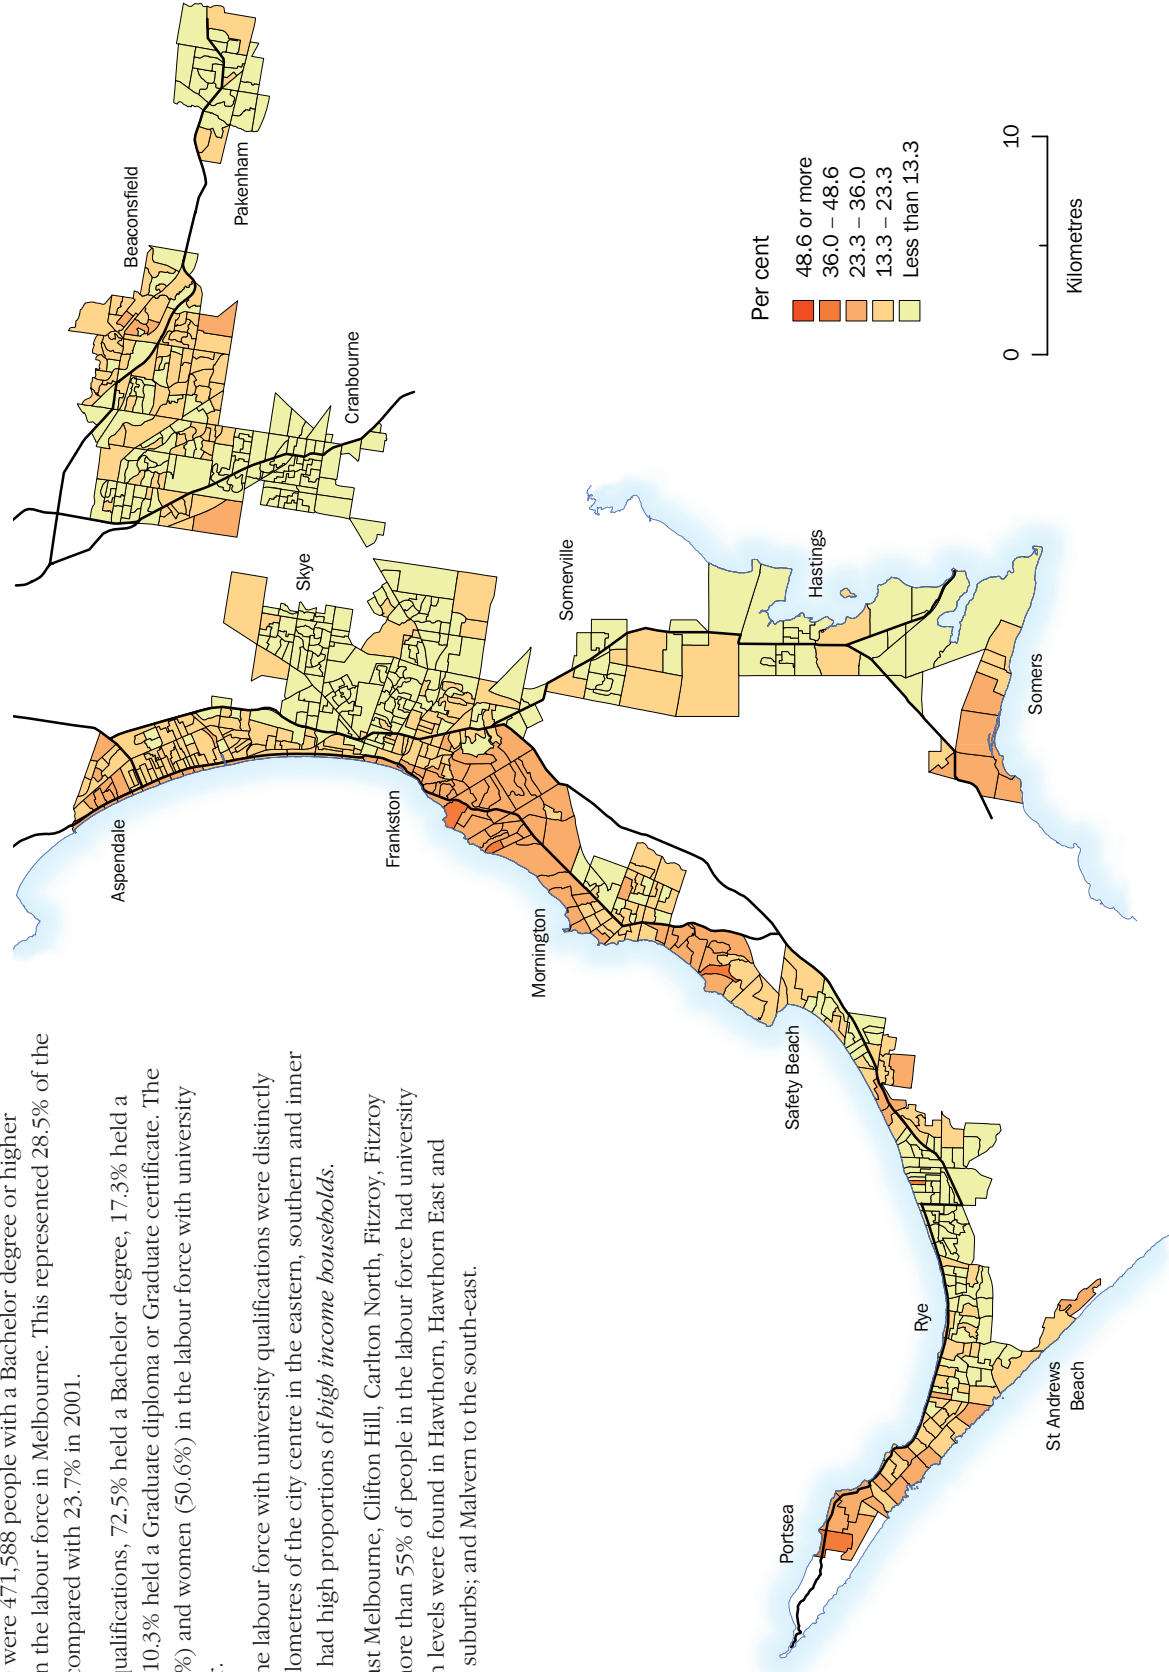 were 471,588 people with a Bachelor degree or higher
n the labour force in Melbourne. This represented 28.5% of the
compared with 23.7% in 2001.
ualifications, 72.5% held a Bachelor degree, 17.3% held a
10.3% held a Graduate diploma or Graduate certificate. The
%) and women (50.6%) in the labour force with university
he labour force with university qualifications were distinctly
lometres of the city centre in the eastern, southern and inner
had high proportions of high income households.
ast Melbourne, Clifton Hill, Carlton North, Fitzroy, Fitzroy
ore than 55% of people in the labour force had university
n levels were found in Hawthorn, Hawthorn East and
suburbs; and Malvern to the south-east.
Portsea
Rye
St Andrews
Beach
Safety Beach
Mornington
Frankston
Aspendale
Somers
Hastings
Somerville
Skye
Cranbourne
Beaconsfield
Pakenham
Per cent
48.6 or more
36.0 – 48.6
23.3 – 36.0
13.3 – 23.3
Less than 13.3
0 10
Kilometres